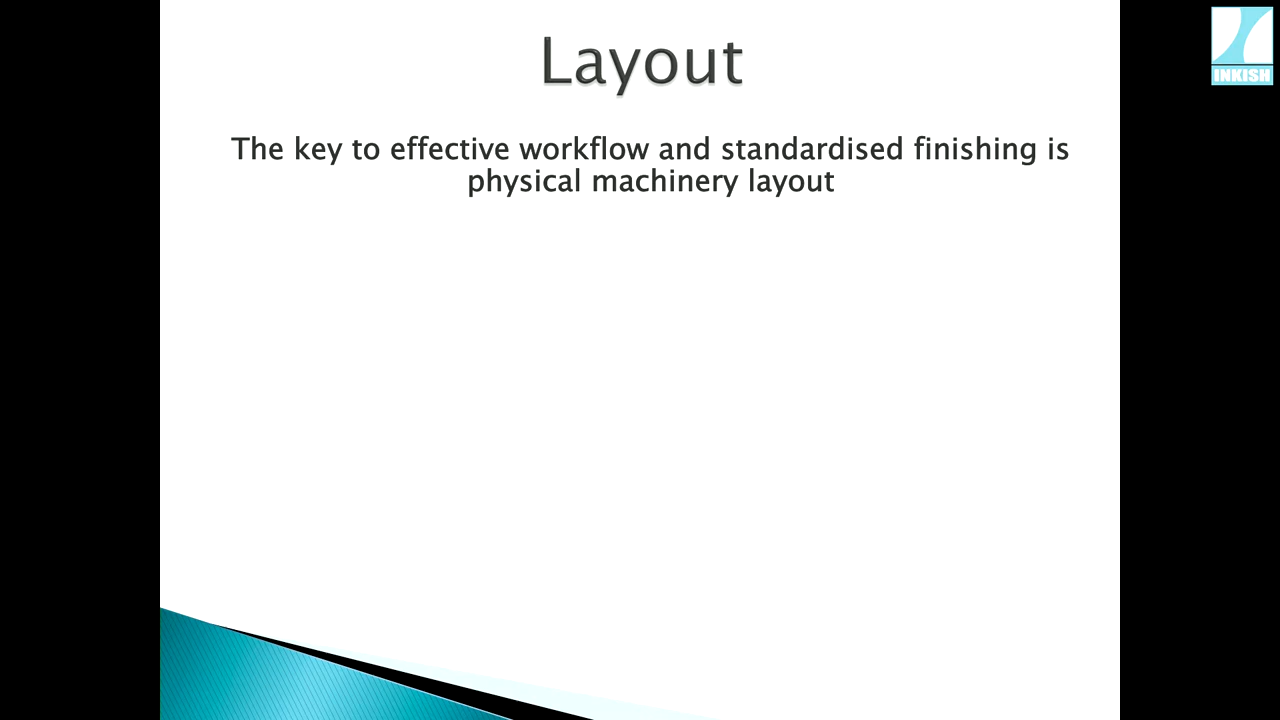 Layout
The key to effective workflow and standardised finishing is
physical machinery layout
INKISH